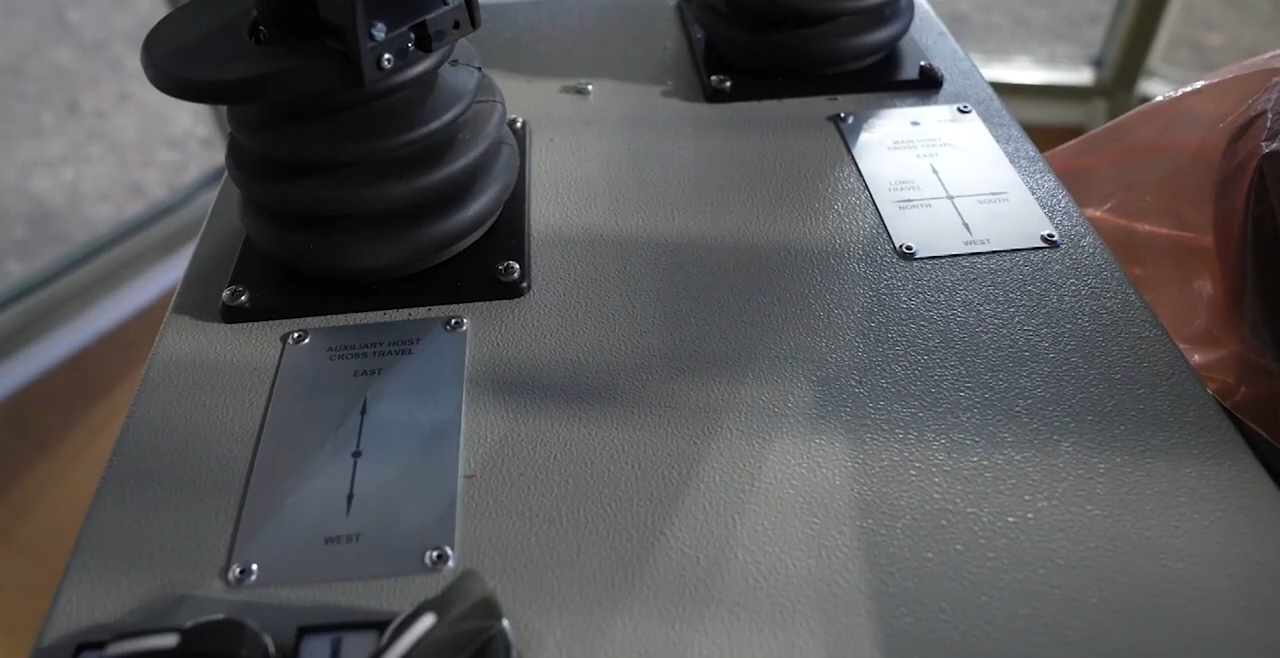 AUXILIARY HOIST
CROSS TRAVEL
EAST
WEST
MAIN HOIST
CROSS TRAVEL
EAST
LONG
TRAVEL
NORTH
SOUTH
WEST